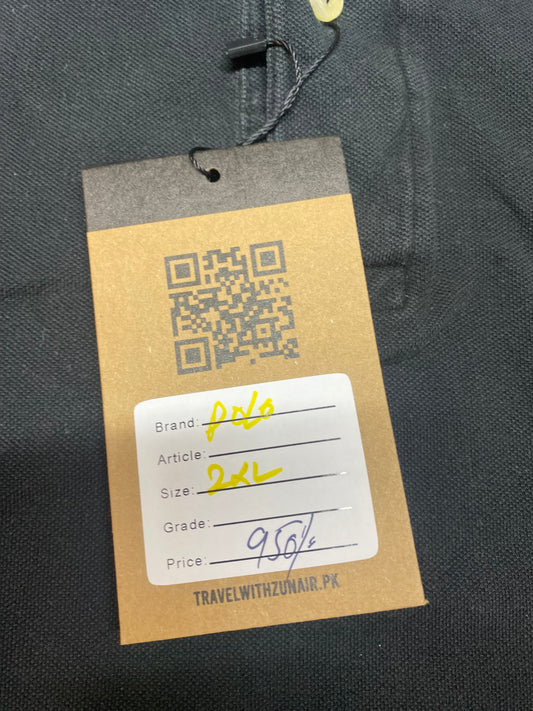 Brand: Polo
Article:
Size: 2XL
Grade:
Price: 950/-
TRAVELWITHZUNAIR.PK